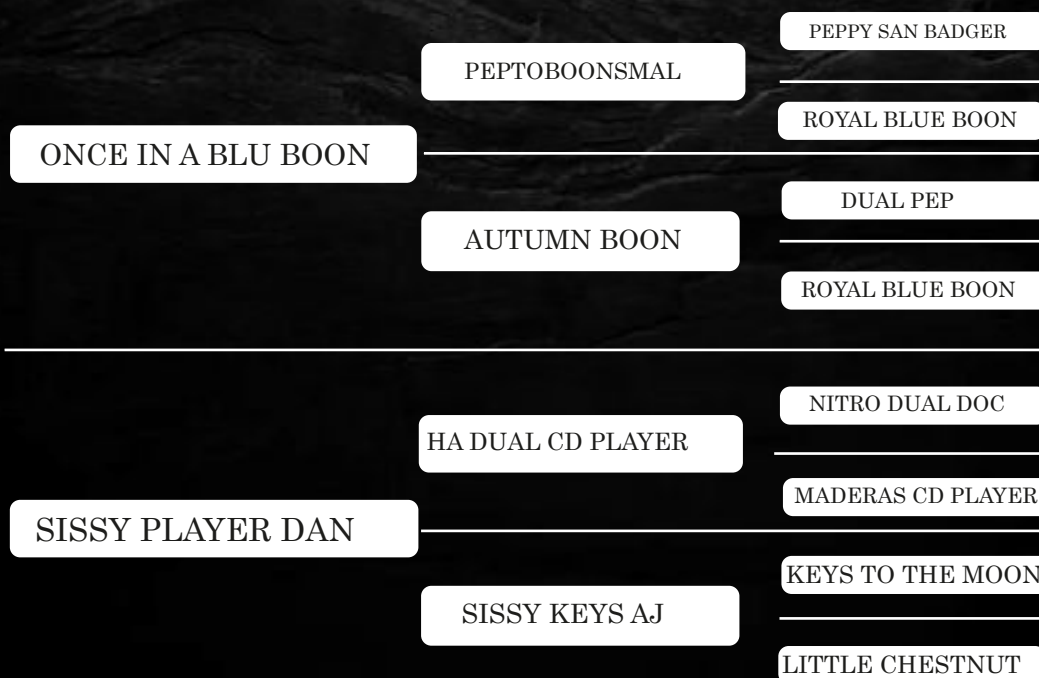 PEPPY SAN BADGER
PEPTOBOONSMAL
ROYAL BLUE BOON
ONCE IN A BLU BOON
DUAL PEP
AUTUMN BOON
ROYAL BLUE BOON
NITRO DUAL DOC
HA DUAL CD PLAYER
MADERAS CD PLAYER
SISSY PLAYER DAN
KEYS TO THE MOON
SISSY KEYS AJ
LITTLE CHESTNUT